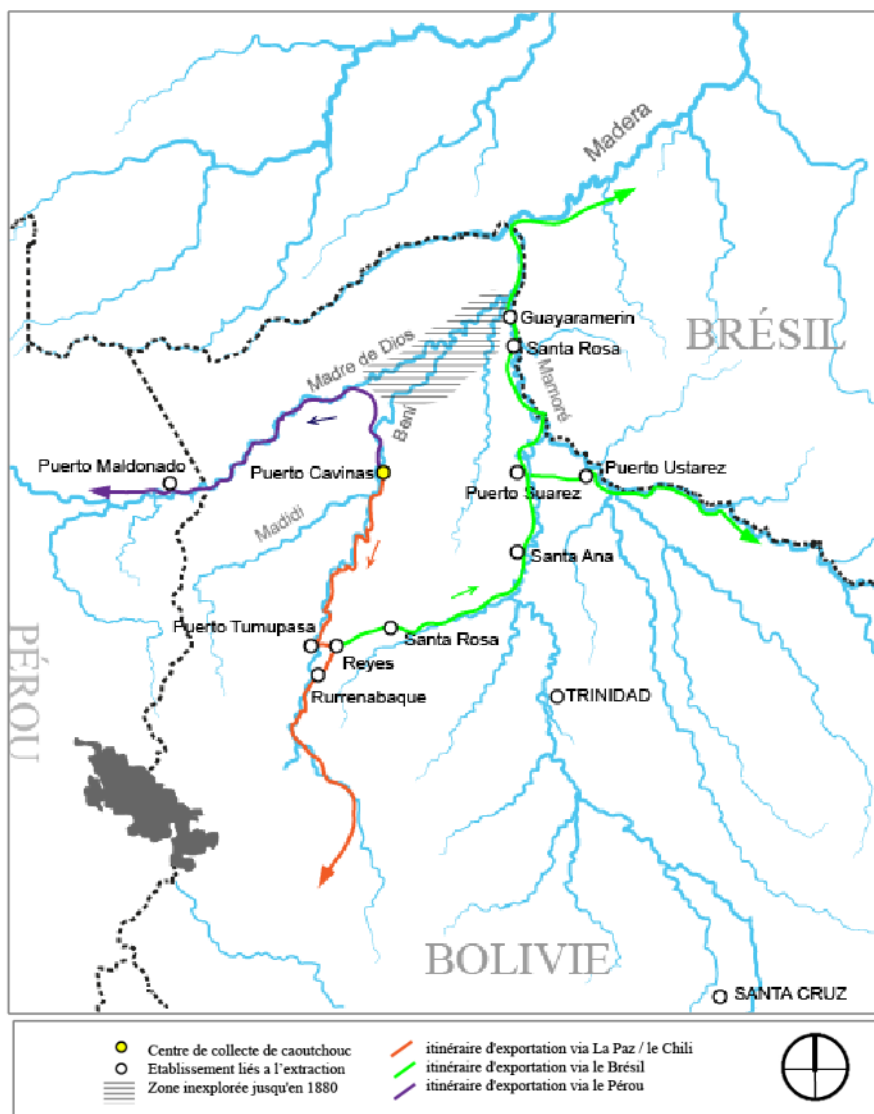 Madera
Guayaramerin
BRÉSIL
Santa Rosa
Madre de Dios
Mamoré
Beni
Puerto Maldonado
Puerto Cavinas
Puerto Ustarez
Puerto Suarez
Madidi
Santa Ana
Puerto Tumupasa
Santa Rosa
Reyes
PÉROU
Rurrenabaque
TRINIDAD
BOLIVIE
SANTA CRUZ
Centre de collecte de caoutchouc
Etablissement liés a l'extraction
Zone inexplorée jusqu'en 1880
itinéraire d'exportation via La Paz / le Chili
itinéraire d'exportation via le Brésil
itinéraire d'exportation via le Pérou